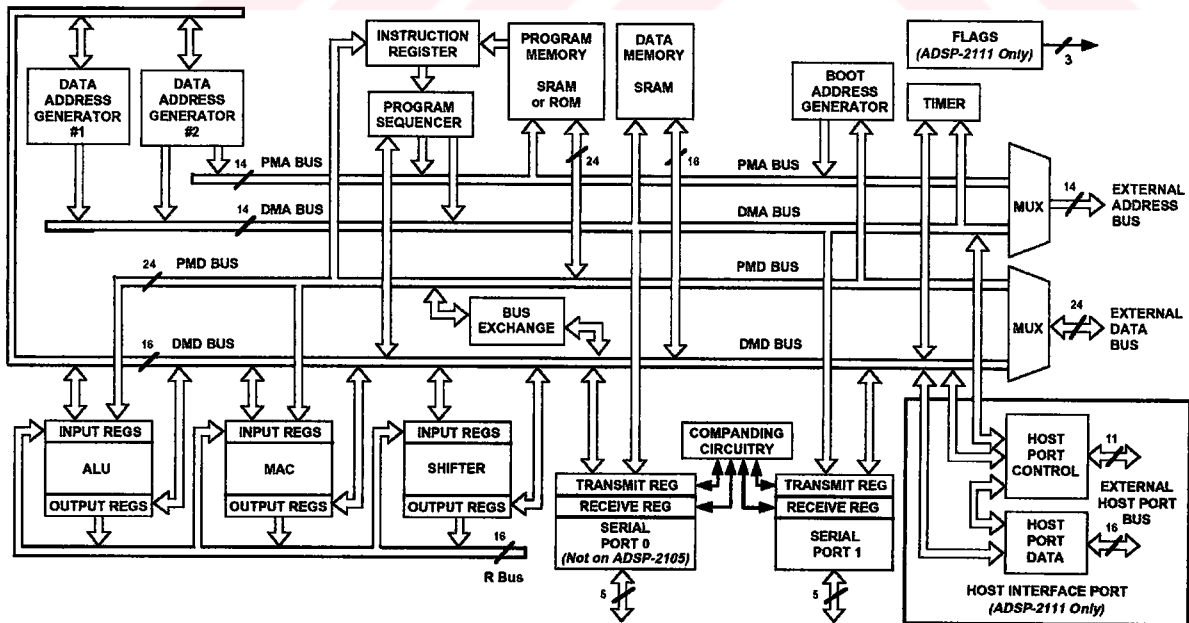 INSTRUCTION
REGISTER
PROGRAM
MEMORY
SRAM
or ROM
DATA
MEMORY
SRAM
FLAGS
(ADSP-2111 Only)
3
DATA
ADDRESS
GENERATOR
#1
DATA
ADDRESS
GENERATOR
#2
PROGRAM
SEQUENCER
BOOT
ADDRESS
GENERATOR
TIMER
14
PMA BUS
24
16
PMA BUS
14
DMA BUS
DMA BUS
MUX
14
EXTERNAL
ADDRESS
BUS
24
PMD BUS
PMD BUS
BUS
EXCHANGE
MUX
24
EXTERNAL
DATA
BUS
16
DMD BUS
DMD BUS
INPUT REGS
ALU
OUTPUT REGS
INPUT REGS
MAC
OUTPUT REGS
INPUT REGS
SHIFTER
OUTPUT REGS
16
R Bus
COMPANDING
CIRCUITRY
TRANSMIT REG
RECEIVE REG
SERIAL
PORT 0
(Not on ADSP-2105)
5
TRANSMIT REG
RECEIVE REG
SERIAL
PORT 1
5
HOST
PORT
CONTROL
11
EXTERNAL
HOST PORT
BUS
HOST
PORT
DATA
16
HOST INTERFACE PORT
(ADSP-2111 Only)